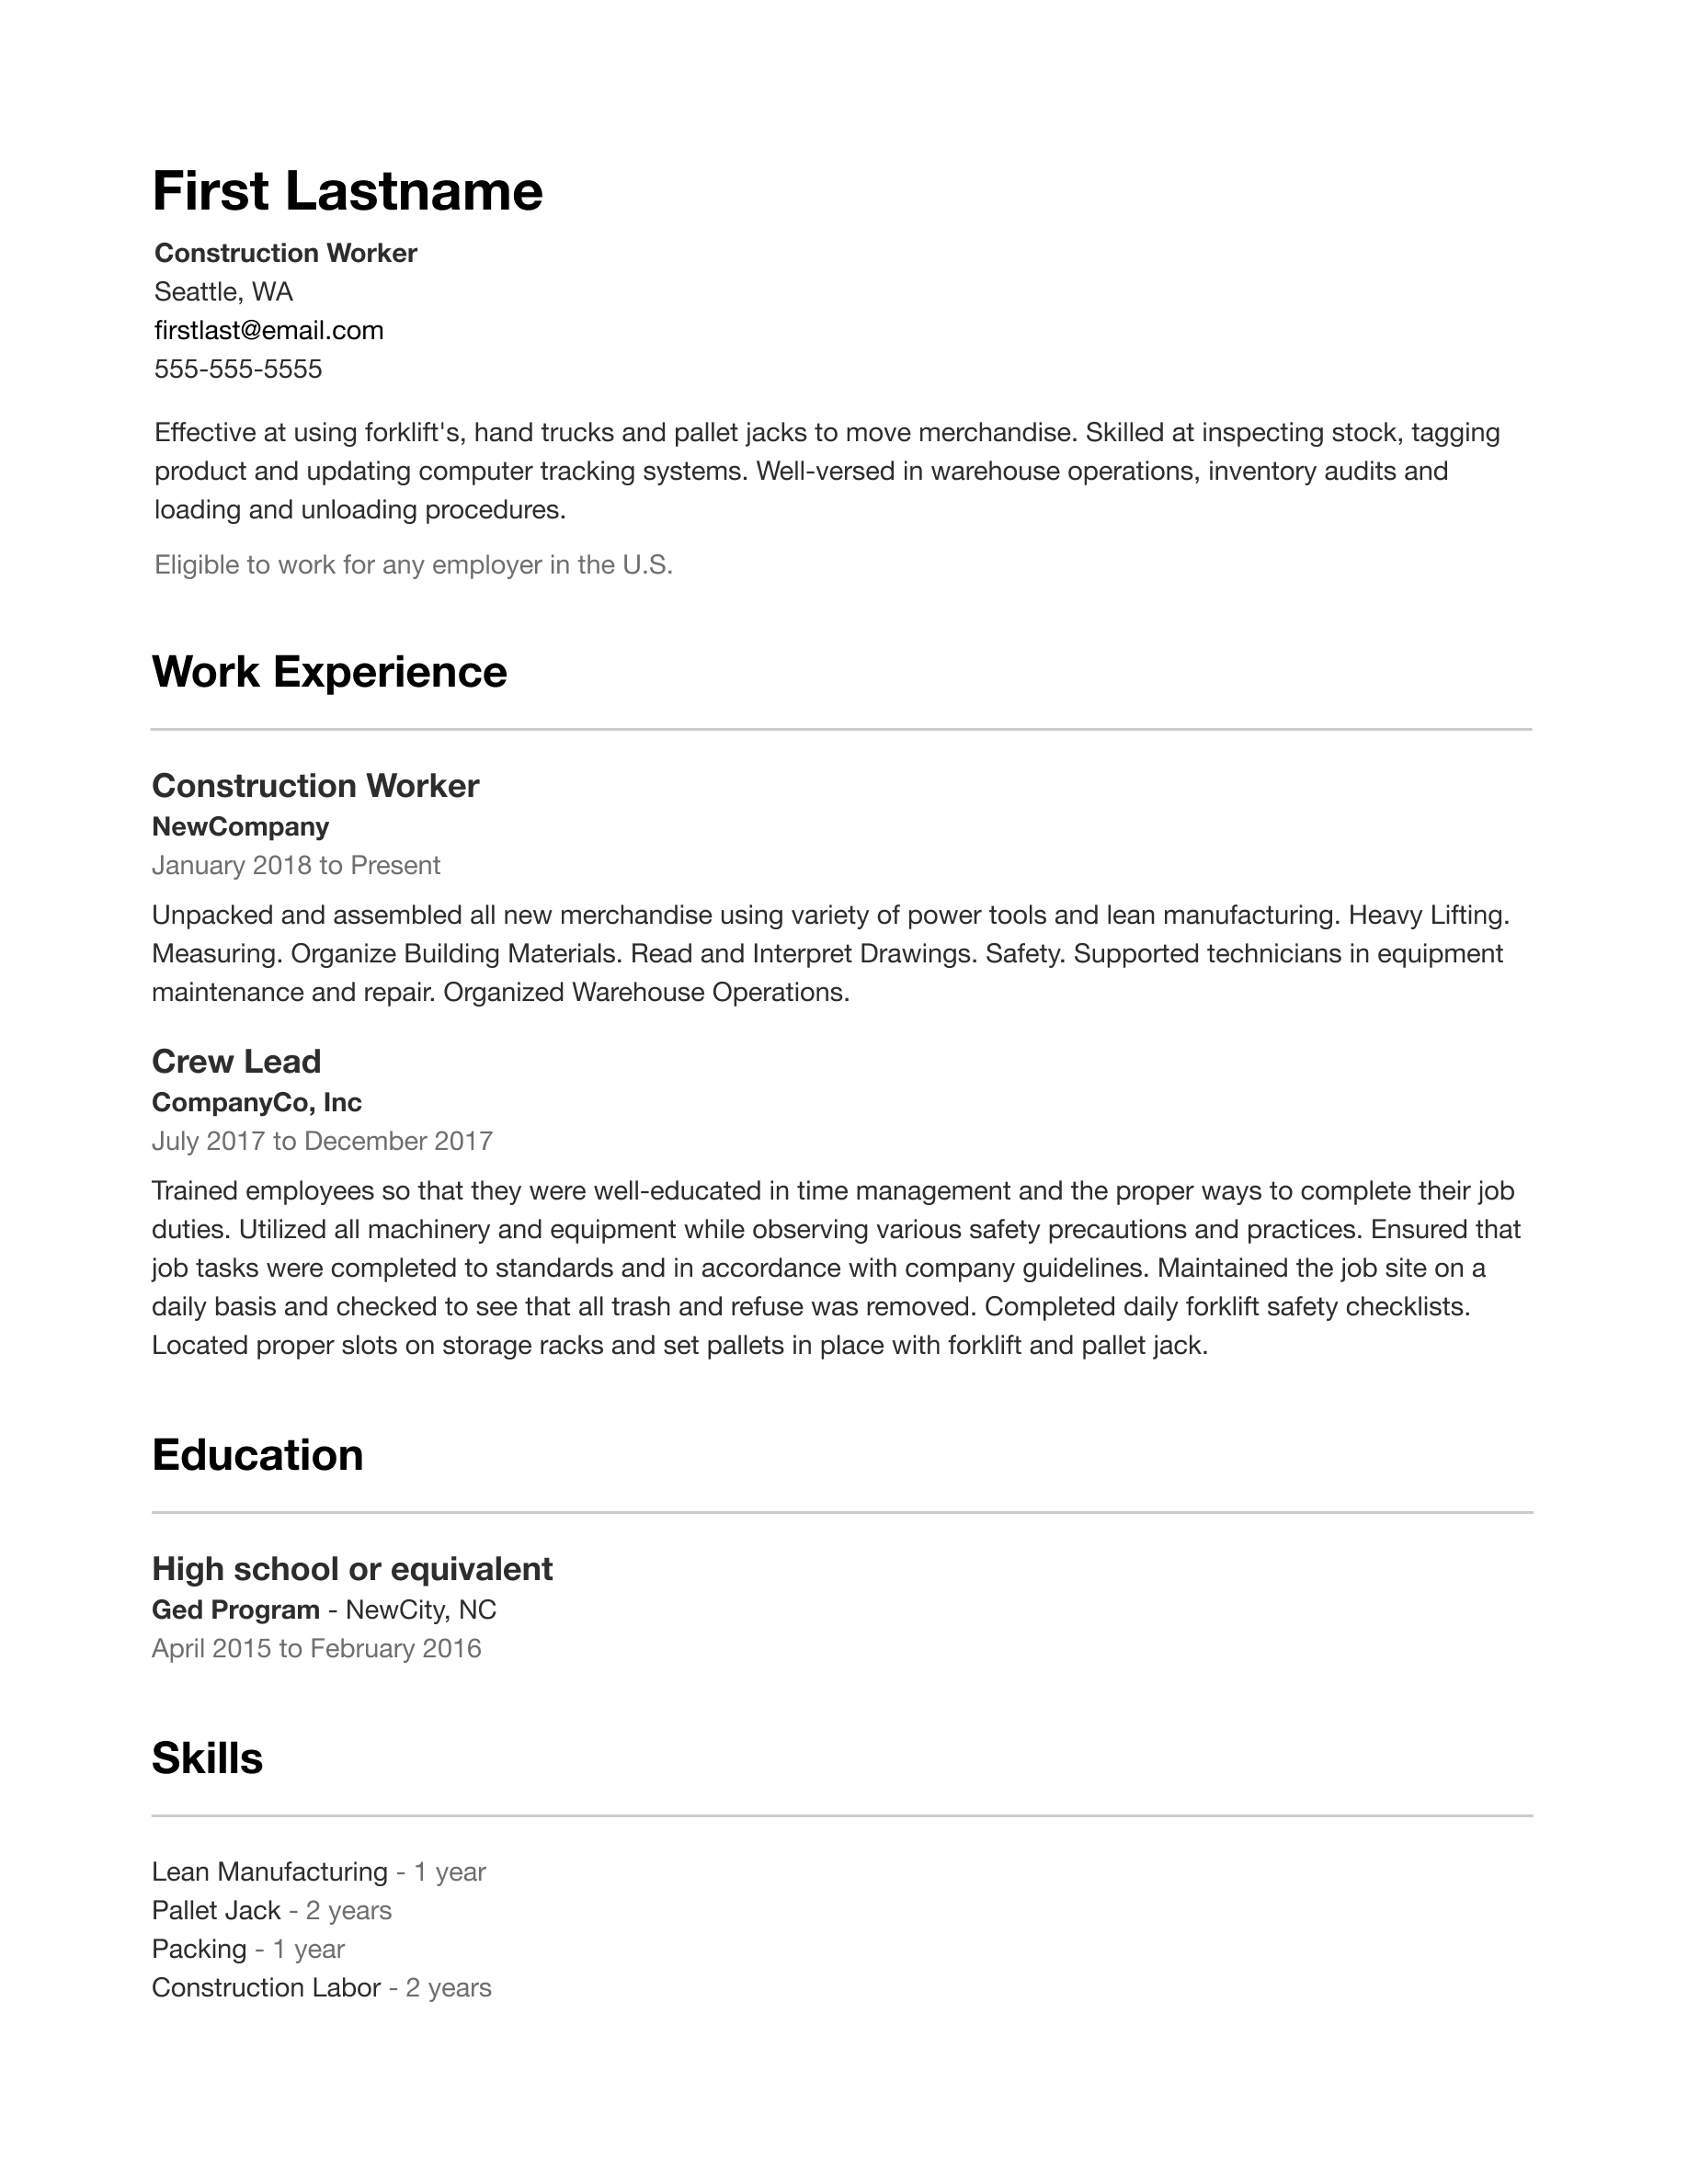 First Lastname
Construction Worker
Seattle, WA
firstlast@email.com
555-555-5555
Effective at using forklift's, hand trucks and pallet jacks to move merchandise. Skilled at inspecting stock, tagging
product and updating computer tracking systems. Well-versed in warehouse operations, inventory audits and
loading and unloading procedures.
Eligible to work for any employer in the U.S.
Work Experience
Construction Worker
NewCompany
January 2018 to Present
Unpacked and assembled all new merchandise using variety of power tools and lean manufacturing. Heavy Lifting.
Measuring. Organize Building Materials. Read and Interpret Drawings. Safety. Supported technicians in equipment
maintenance and repair. Organized Warehouse Operations.
Crew Lead
CompanyCo, Inc
July 2017 to December 2017
Trained employees so that they were well-educated in time management and the proper ways to complete their job
duties. Utilized all machinery and equipment while observing various safety precautions and practices. Ensured that
job tasks were completed to standards and in accordance with company guidelines. Maintained the job site on a
daily basis and checked to see that all trash and refuse was removed. Completed daily forklift safety checklists.
Located proper slots on storage racks and set pallets in place with forklift and pallet jack.
Education
High school or equivalent
Ged Program - NewCity, NC
April 2015 to February 2016
Skills
Lean Manufacturing - 1 year
Pallet Jack - 2 years
Packing - 1 year
Construction Labor - 2 years